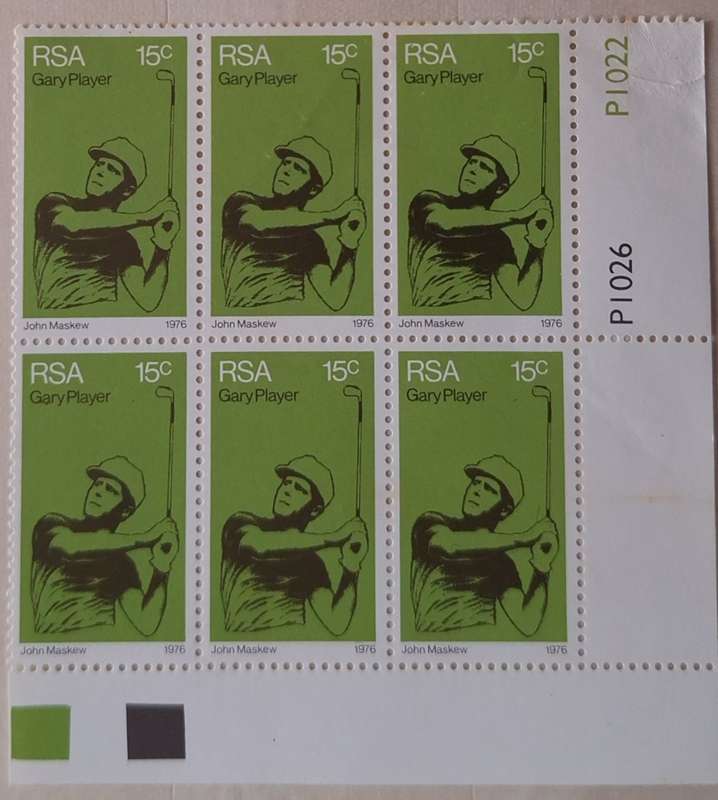 RSA 15c RSA 15c RSA 15c
Gary Player Gary Player Gary Player
John Maskew 1976 John Maskew 1976 John Maskew 1976
RSA 15c RSA 15c RSA 15c
Gary Player Gary Player Gary Player
John Maskew 1976 John Maskew 1976 John Maskew 1976
P1022
P1026